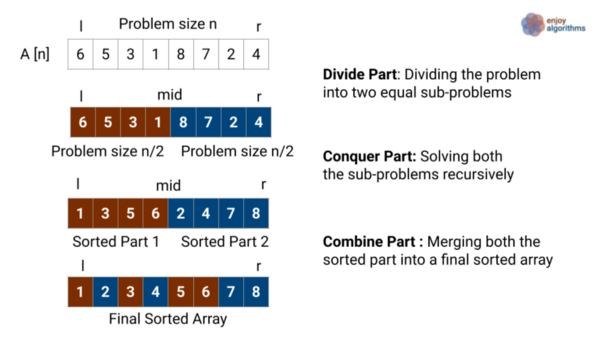 enjoy
algorithms
l Problem size n r
A [n] 6 5 3 1 8 7 2 4
Divide Part: Dividing the problem
into two equal sub-problems
l mid r
6 5 3 1 8 7 2 4
Problem size n/2 Problem size n/2
Conquer Part: Solving both
the sub-problems recursively
l mid r
1 3 5 6 2 4 7 8
Sorted Part 1 Sorted Part 2
Combine Part : Merging both the
sorted part into a final sorted array
l r
1 2 3 4 5 6 7 8
Final Sorted Array